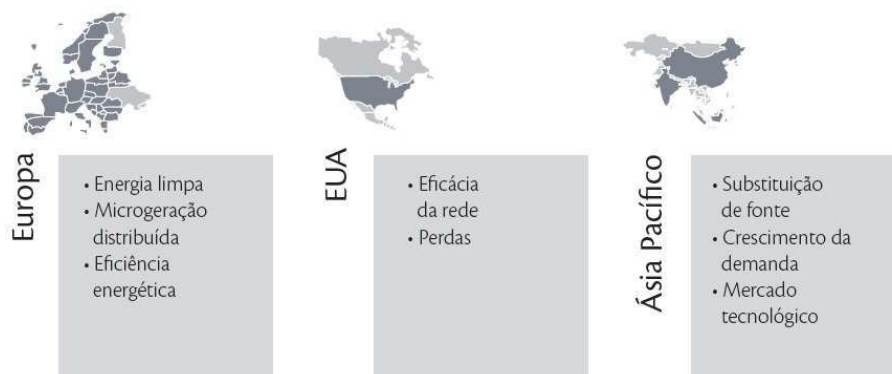 Europa
• Energia limpa
• Microgeração
distribuída
• Eficiência
energética
EUA
• Eficácia
da rede
• Perdas
Ásia Pacífico
• Substituição
de fonte
• Crescimento da
demanda
• Mercado
tecnológico